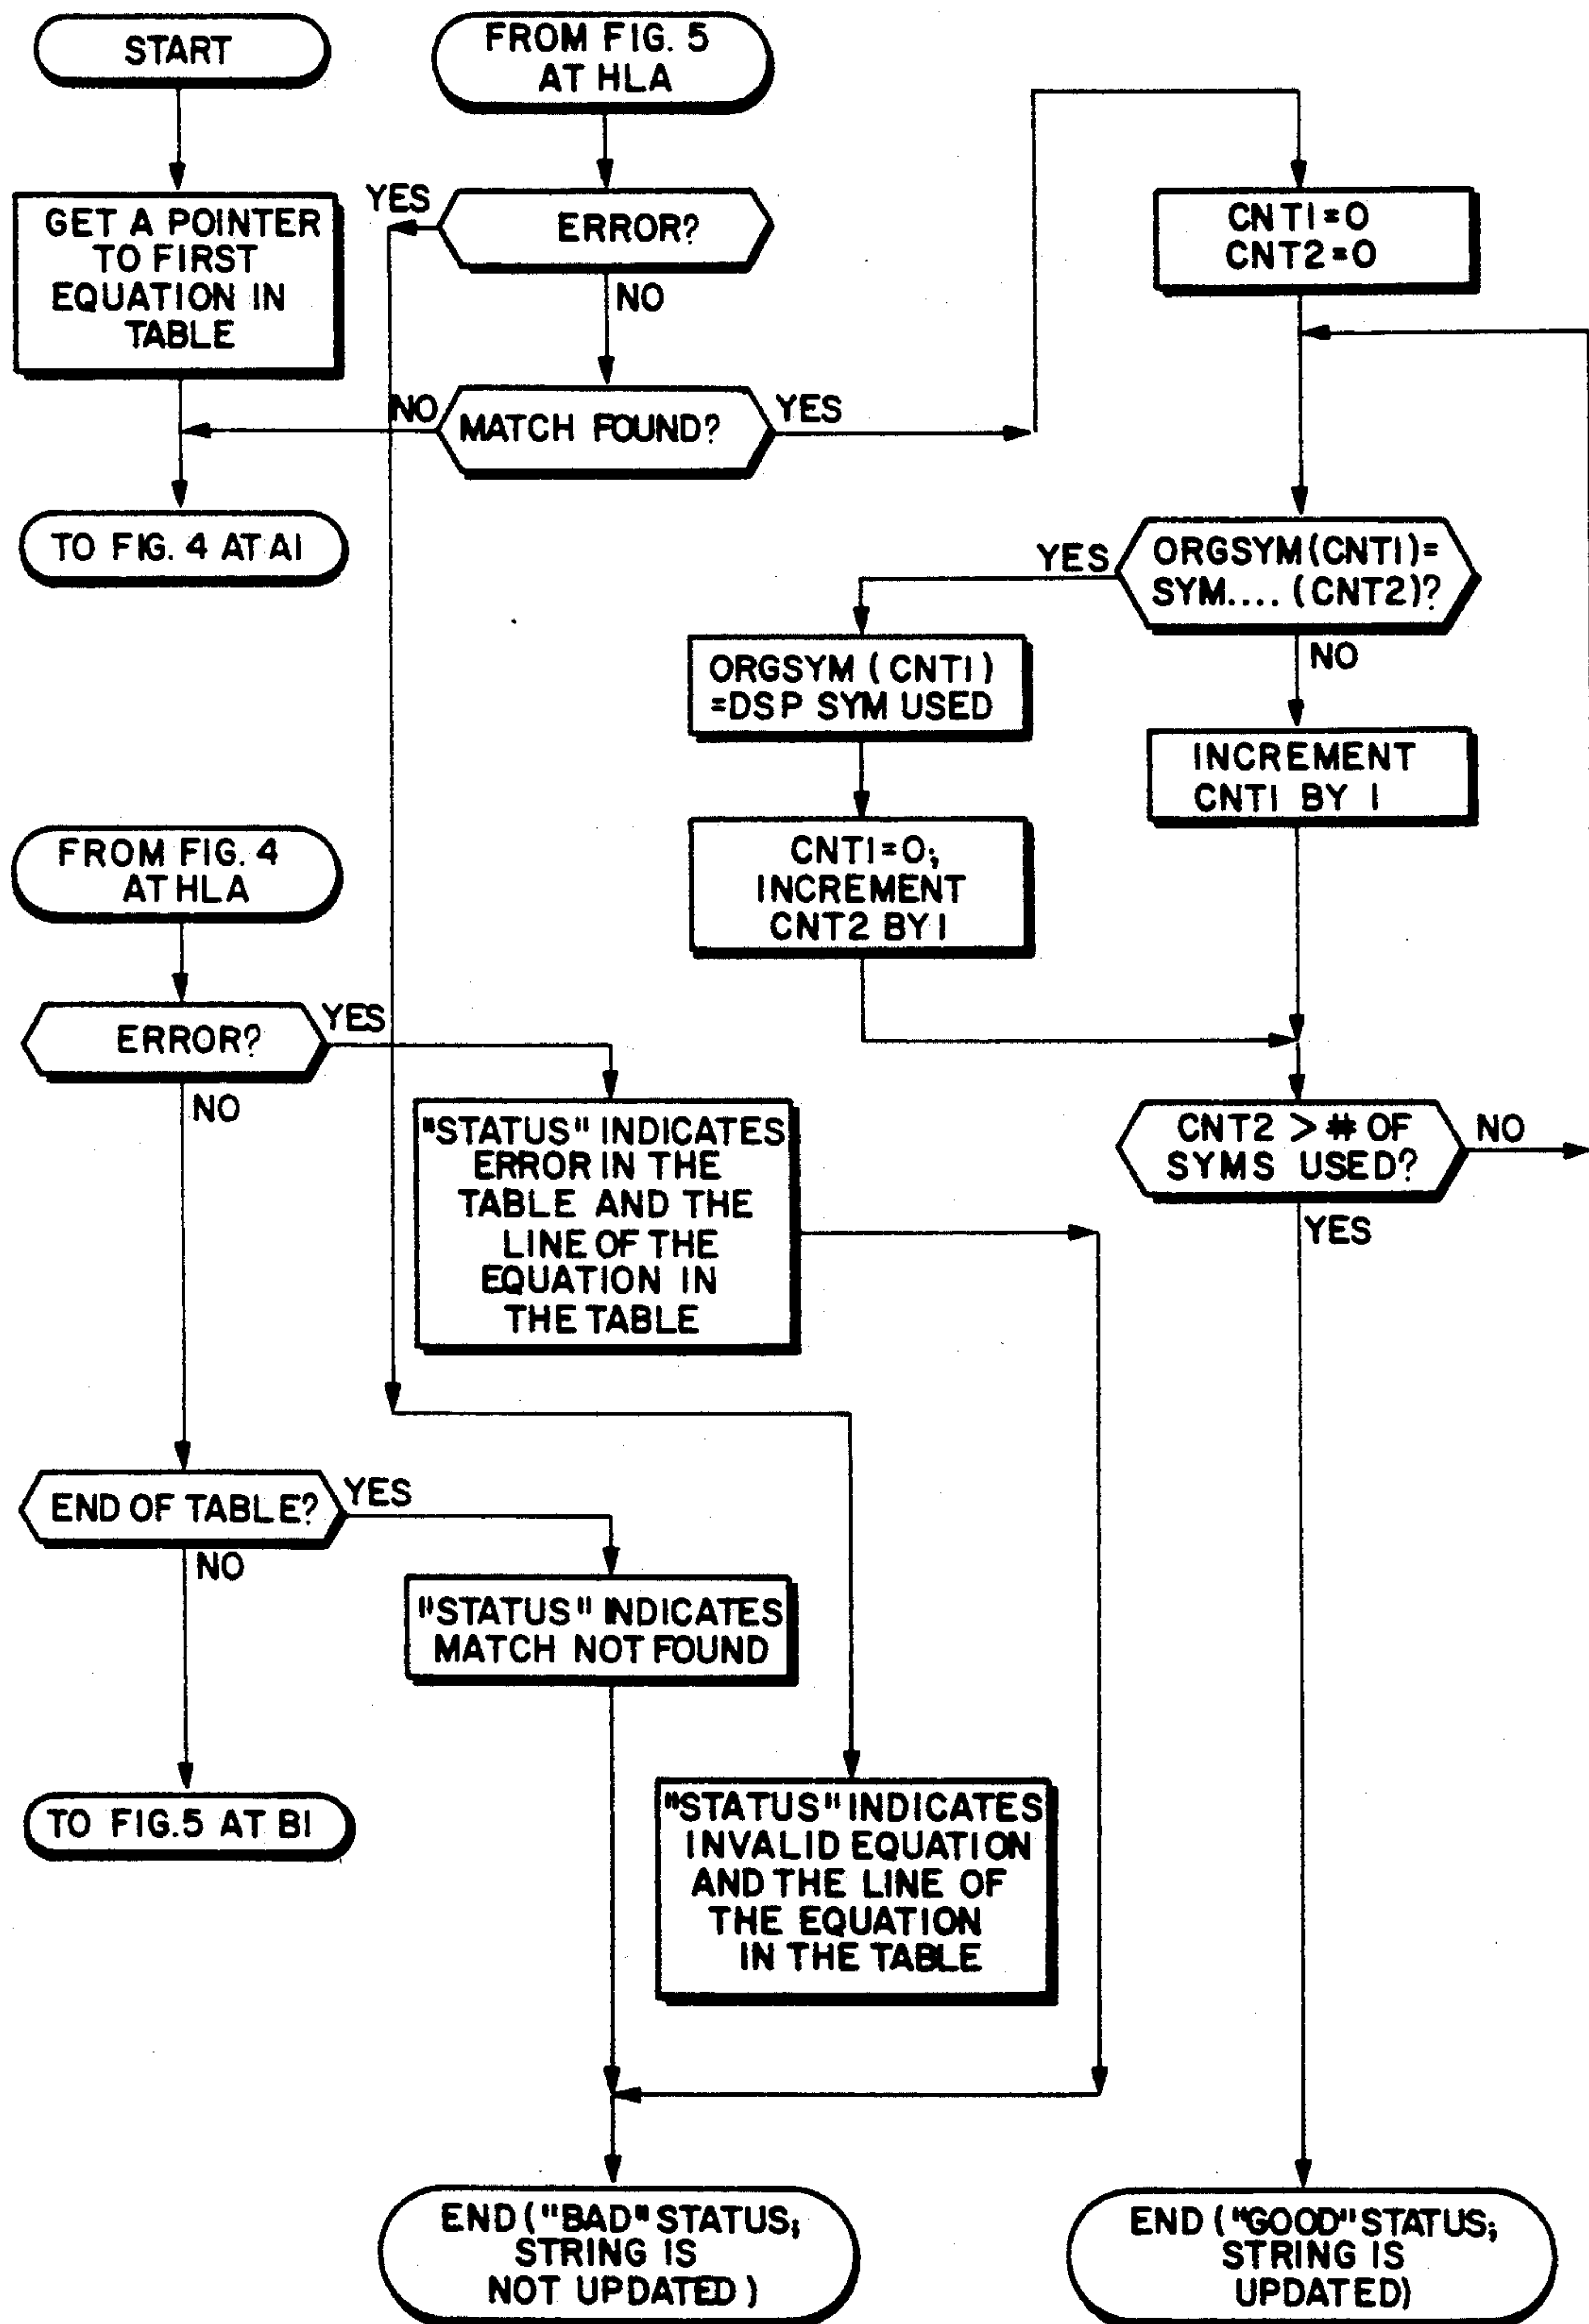 START
FROM FIG. 5
AT HLA
GET A POINTER
TO FIRST
EQUATION IN
TABLE
YES
ERROR?
NO
NO
MATCH FOUND?
YES
TO FIG. 4 AT A1
CNT1=0
CNT2=0
YES
ORGSYM(CNT1)=
SYM....(CNT2)?
NO
ORGSYM (CNT1)
=DSP SYM USED
INCREMENT
CNT1 BY 1
CNT1=0;
INCREMENT
CNT2 BY 1
FROM FIG. 4
AT HLA
ERROR?
YES
NO
"STATUS" INDICATES
ERROR IN THE
TABLE AND THE
LINE OF THE
EQUATION IN
THE TABLE
CNT2 > # OF
SYMS USED?
NO
YES
END OF TABLE?
YES
NO
"STATUS" INDICATES
MATCH NOT FOUND
TO FIG.5 AT B1
"STATUS" INDICATES
INVALID EQUATION
AND THE LINE OF
THE EQUATION
IN THE TABLE
END ("BAD" STATUS;
STRING IS
NOT UPDATED)
END ("GOOD" STATUS;
STRING IS
UPDATED)